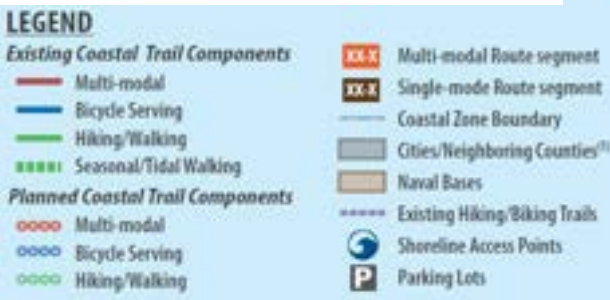 LEGEND
Existing Coastal Trail Components
Multi-modal
Bicycle Serving
Hiking/Walking
Seasonal/Tidal Walking
Planned Coastal Trail Components
Multi-modal
Bicycle Serving
Hiking/Walking
XX-X Multi-modal Route segment
XX-X Single-mode Route segment
Coastal Zone Boundary
Cities/Neighboring Counties(1)
Naval Bases
Existing Hiking/Biking Trails
Shoreline Access Points
P Parking Lots